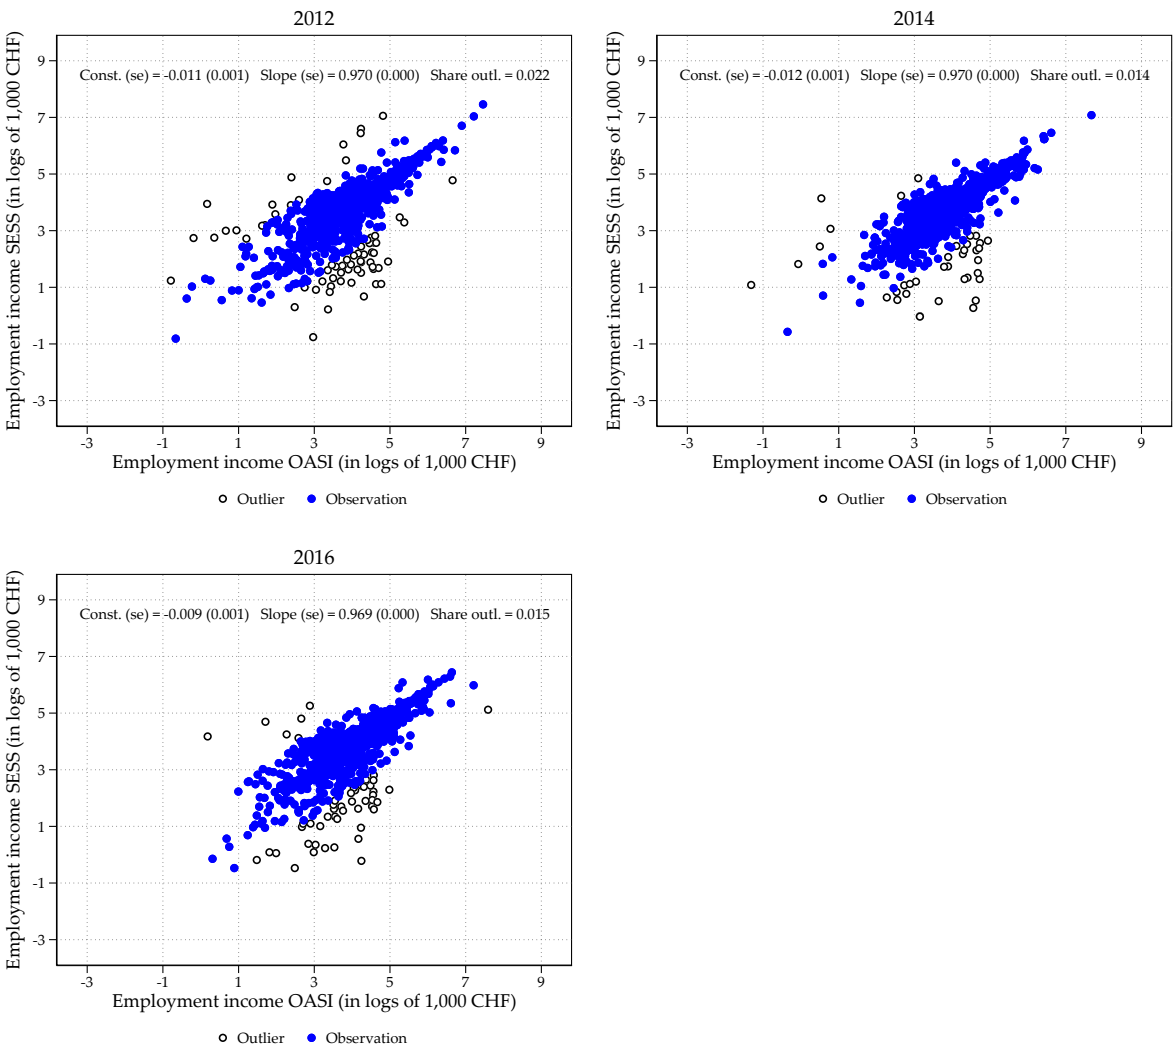 2012
Employment income SESS (in logs of 1,000 CHF)
Const. (se) = -0.011 (0.001) Slope (se) = 0.970 (0.000) Share outl. = 0.022
9
7
5
3
1
-1
-3
-3 -1 1 3 5 7 9
Employment income OASI (in logs of 1,000 CHF)
Outlier Observation
2014
Employment income SESS (in logs of 1,000 CHF)
Const. (se) = -0.012 (0.001) Slope (se) = 0.970 (0.000) Share outl. = 0.014
9
7
5
3
1
-1
-3
-3 -1 1 3 5 7 9
Employment income OASI (in logs of 1,000 CHF)
Outlier Observation
2016
Employment income SESS (in logs of 1,000 CHF)
Const. (se) = -0.009 (0.001) Slope (se) = 0.969 (0.000) Share outl. = 0.015
9
7
5
3
1
-1
-3
-3 -1 1 3 5 7 9
Employment income OASI (in logs of 1,000 CHF)
Outlier Observation